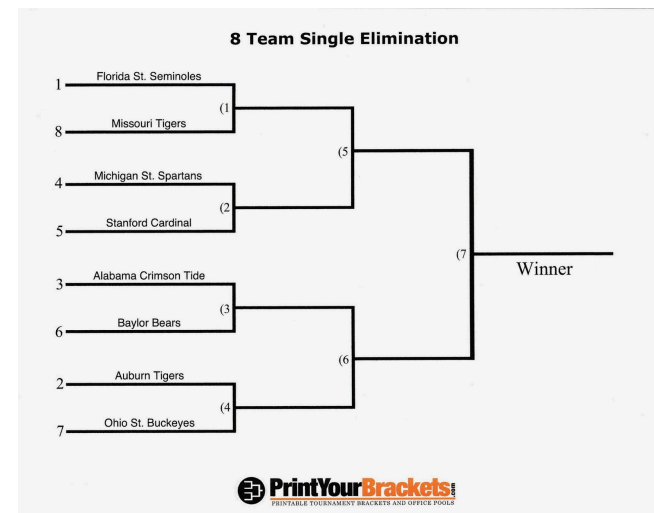 8 Team Single Elimination
1 Florida St. Seminoles
(1
8 Missouri Tigers
(5
4 Michigan St. Spartans
(2
5 Stanford Cardinal
(7
Winner
3 Alabama Crimson Tide
(3
6 Baylor Bears
(6
2 Auburn Tigers
(4
7 Ohio St. Buckeyes
PrintYourBrackets.com
PRINTABLE TOURNAMENT BRACKETS AND OFFICE POOLS